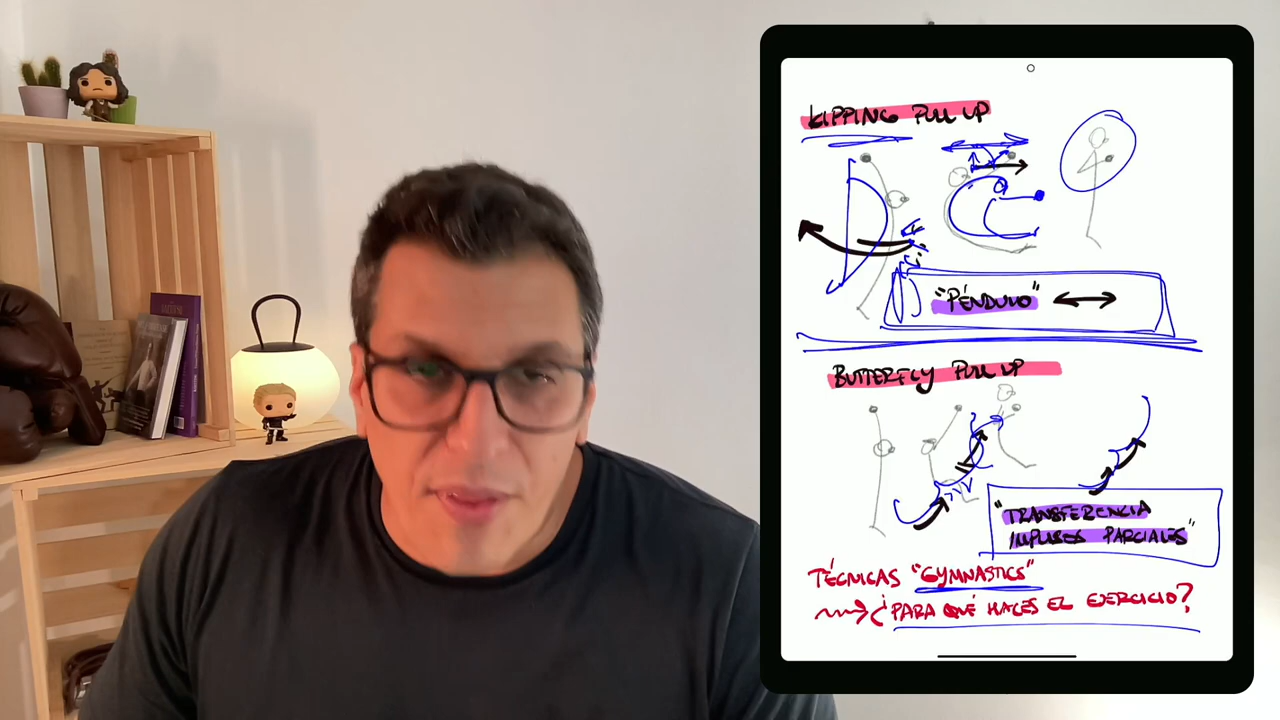 KIPPING PULL UP
"PÉNDULO"
BUTTERFLY PULL UP
"TRANSFERENCIA
IMPULSOS PARCIALES"
TÉCNICAS "GYMNASTICS"
¿PARA QUÉ HACES EL EJERCICIO?